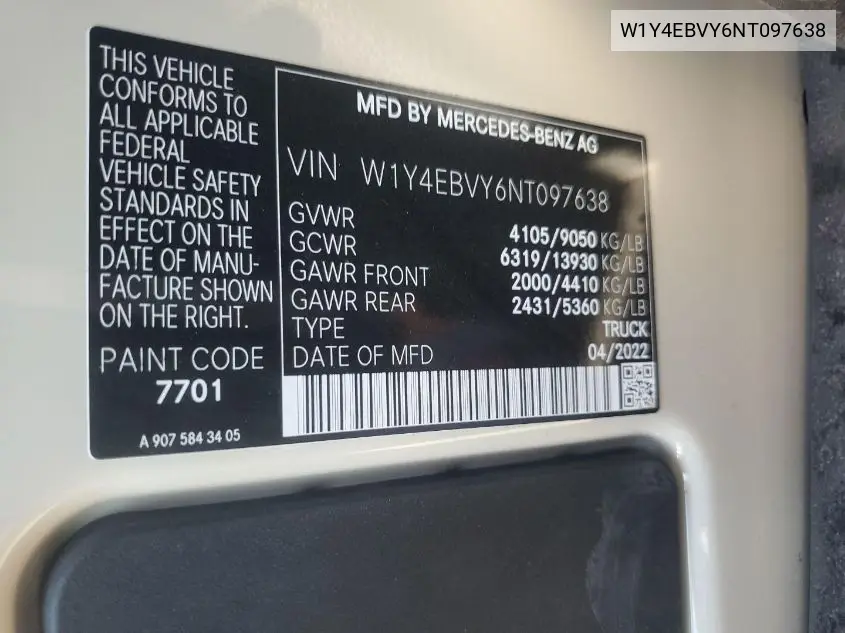 W1Y4EBVY6NT097638
THIS VEHICLE
CONFORMS TO
ALL APPLICABLE
FEDERAL
VEHICLE SAFETY
STANDARDS IN
EFFECT ON THE
DATE OF MANU-
FACTURE SHOWN
ON THE RIGHT.
PAINT CODE
7701
A 907 584 34 05
MFD BY MERCEDES-BENZ AG
VIN W1Y4EBVY6NT097638
GVWR 4105/9050 KG/LB
GCWR 6319/13930 KG/LB
GAWR FRONT 2000/4410 KG/LB
GAWR REAR 2431/5360 KG/LB
TYPE TRUCK
DATE OF MFD 04/2022